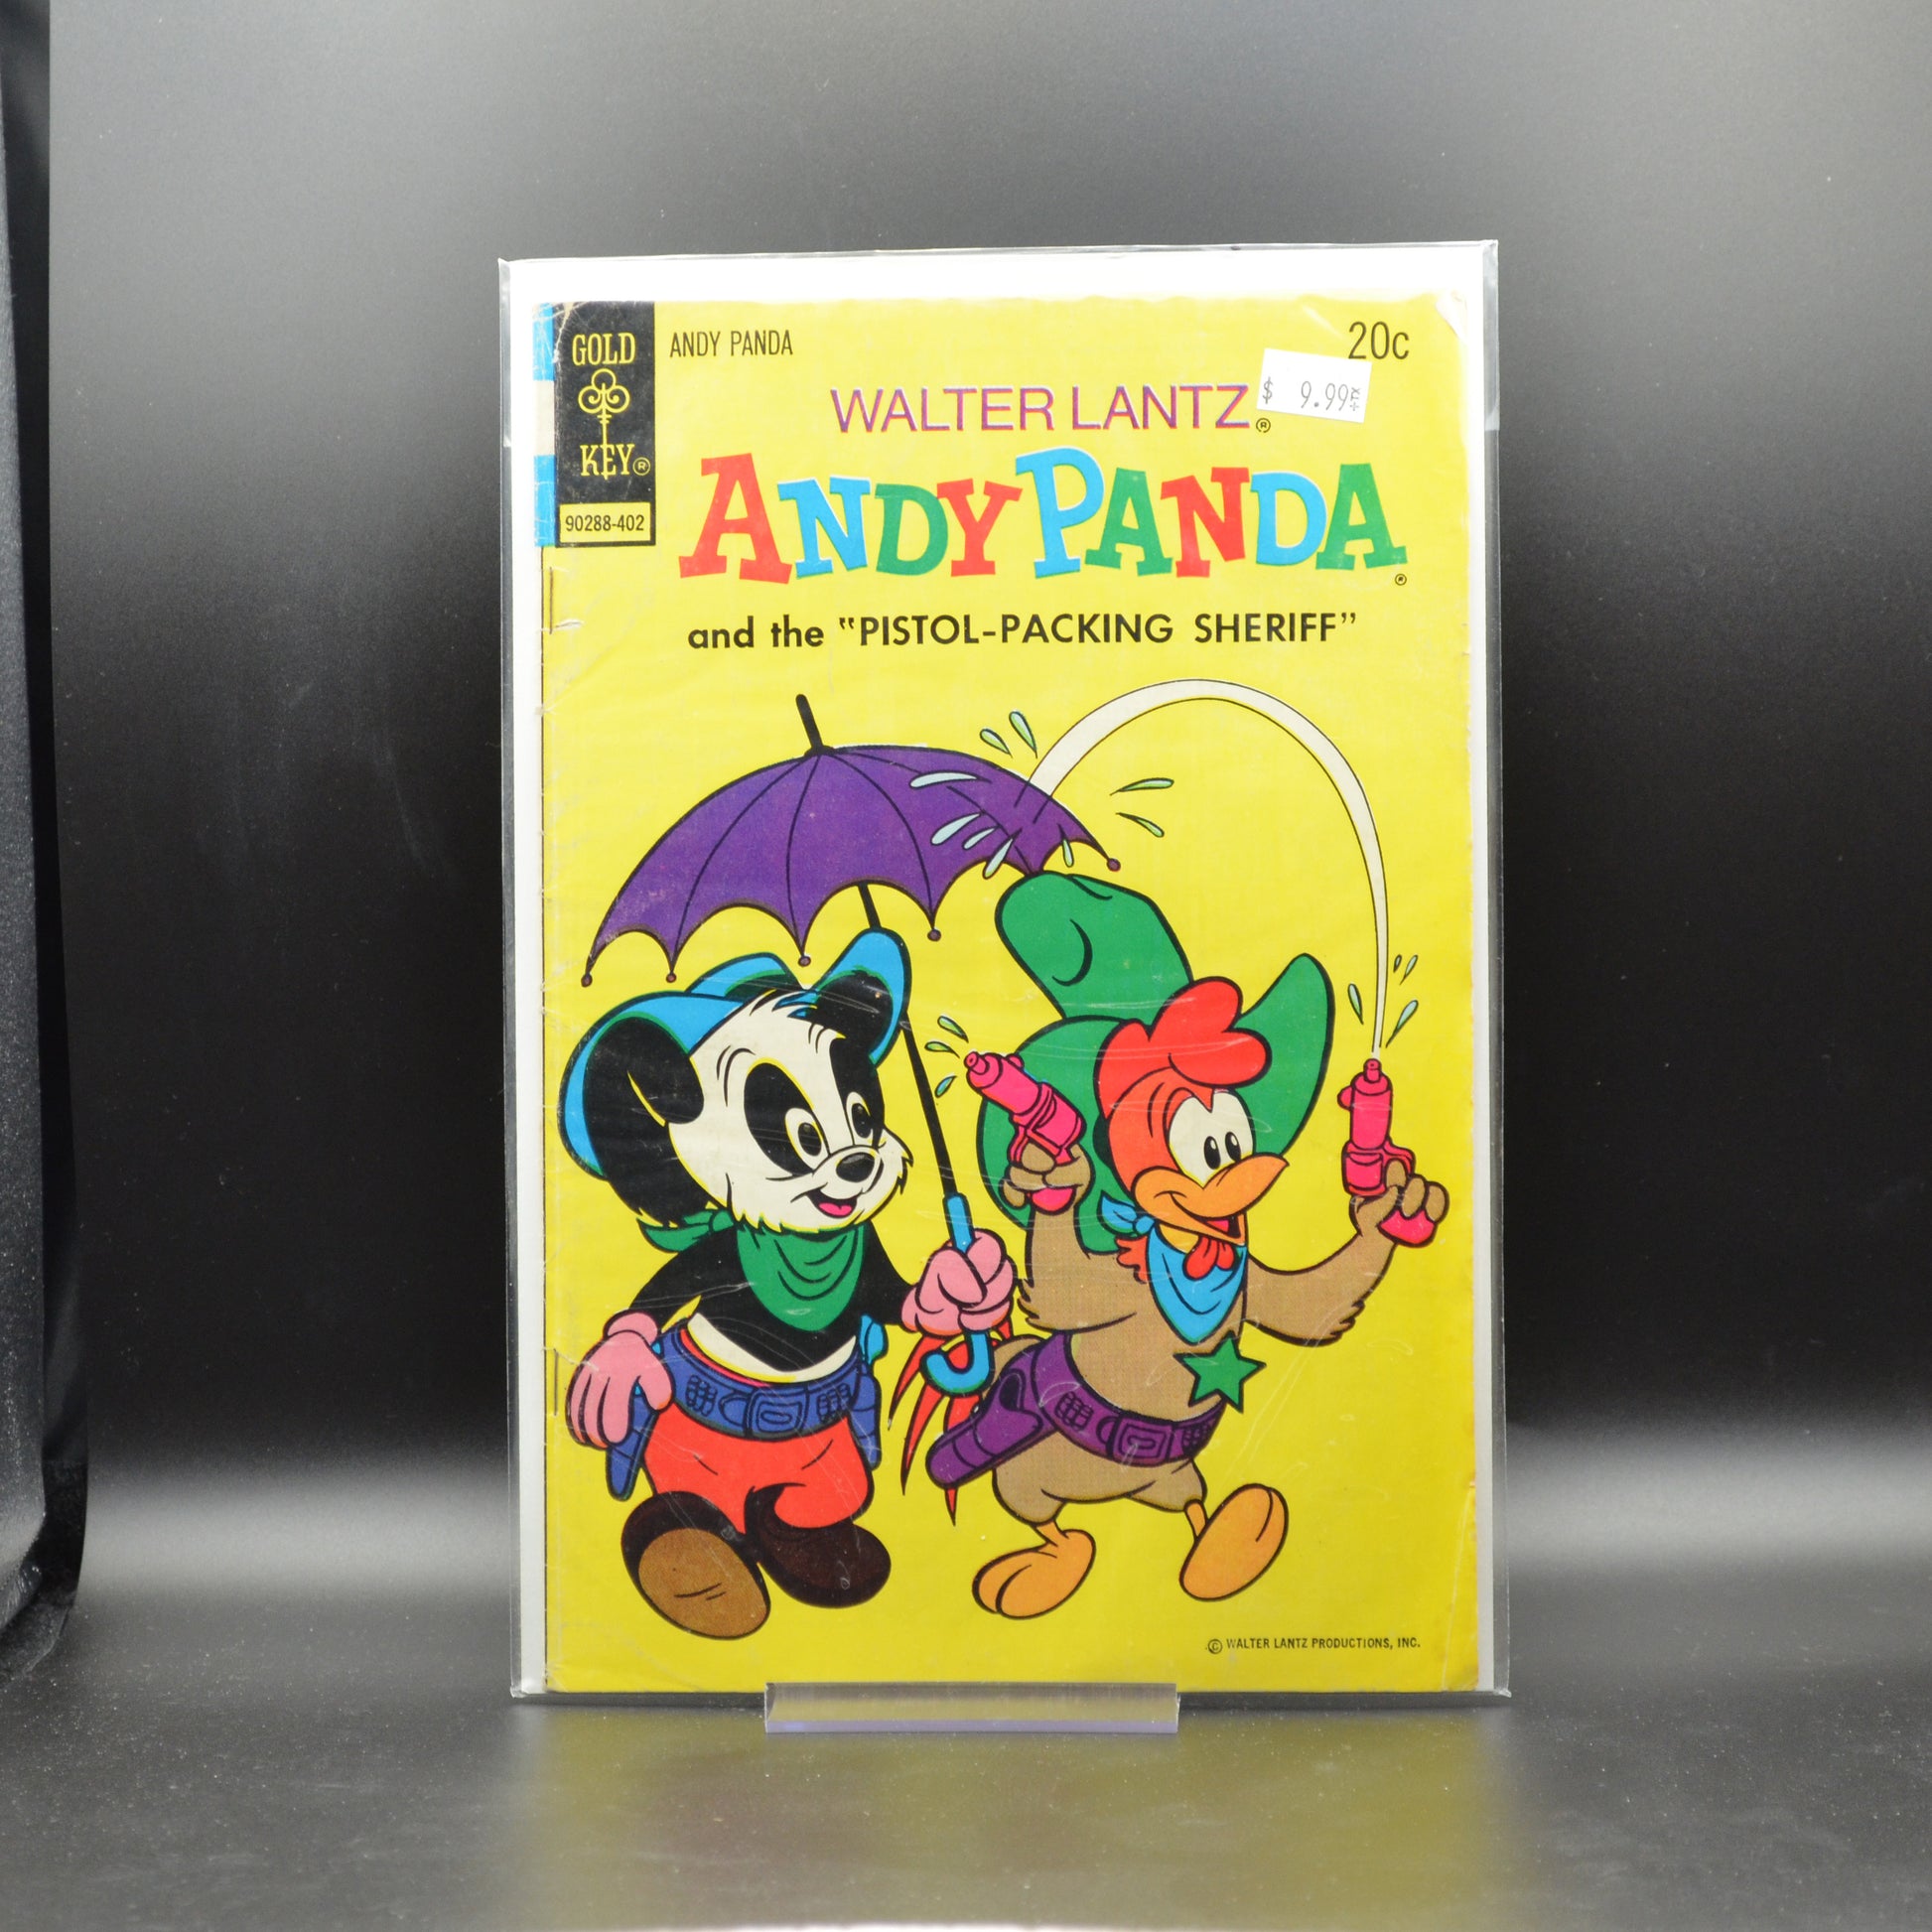 GOLD
KEY®
90288-402
ANDY PANDA
20c
$ 9.99
WALTER LANTZ®
ANDY PANDA®
and the "PISTOL-PACKING SHERIFF"
© WALTER LANTZ PRODUCTIONS, INC.